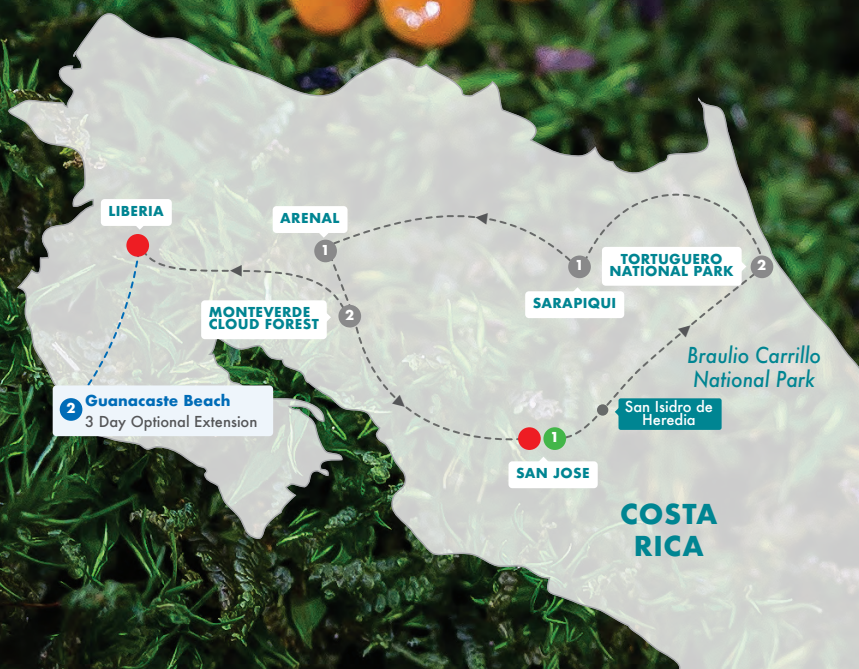 LIBERIA
ARENAL
1
1
TORTUGUERO
NATIONAL PARK
2
SARAPIQUI
MONTEVERDE
CLOUD FOREST
2
Braulio Carrillo
National Park
2
Guanacaste Beach
3 Day Optional Extension
San Isidro de
Heredia
1
SAN JOSE
COSTA
RICA